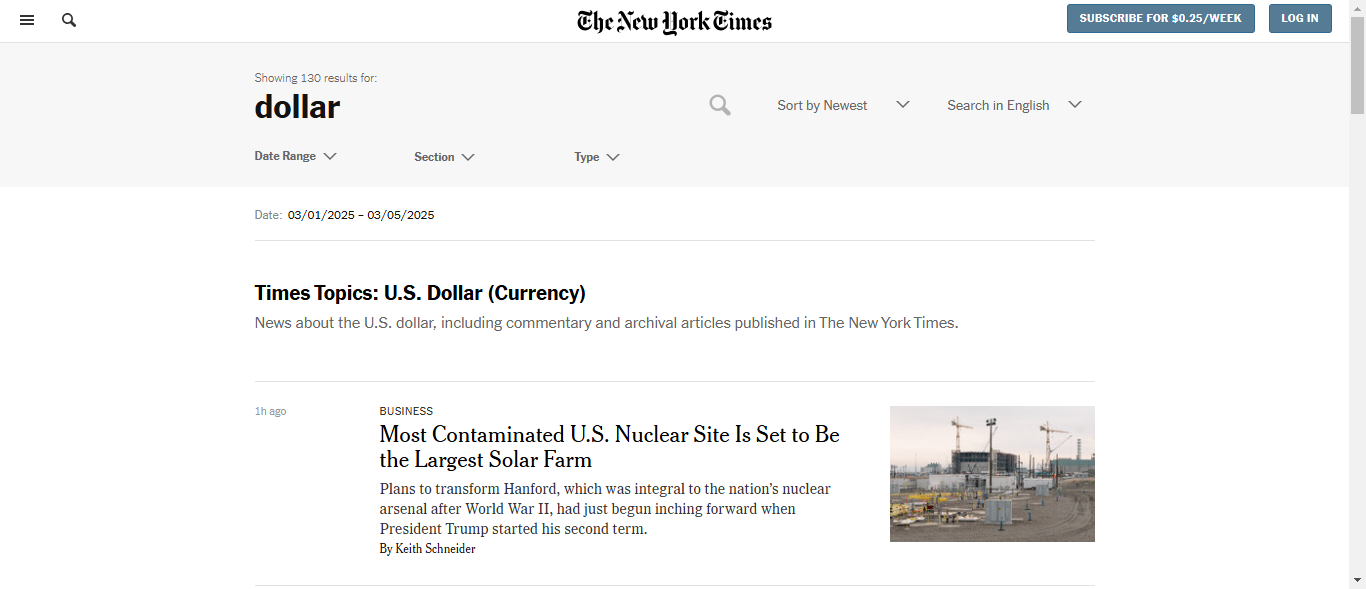 The New York Times
SUBSCRIBE FOR $0.25/WEEK
LOG IN
Showing 130 results for:
dollar
Sort by Newest
Search in English
Date Range
Section
Type
Date: 03/01/2025 – 03/05/2025
Times Topics: U.S. Dollar (Currency)
News about the U.S. dollar, including commentary and archival articles published in The New York Times.
1h ago
BUSINESS
Most Contaminated U.S. Nuclear Site Is Set to Be
the Largest Solar Farm
Plans to transform Hanford, which was integral to the nation’s nuclear
arsenal after World War II, had just begun inching forward when
President Trump started his second term.
By Keith Schneider